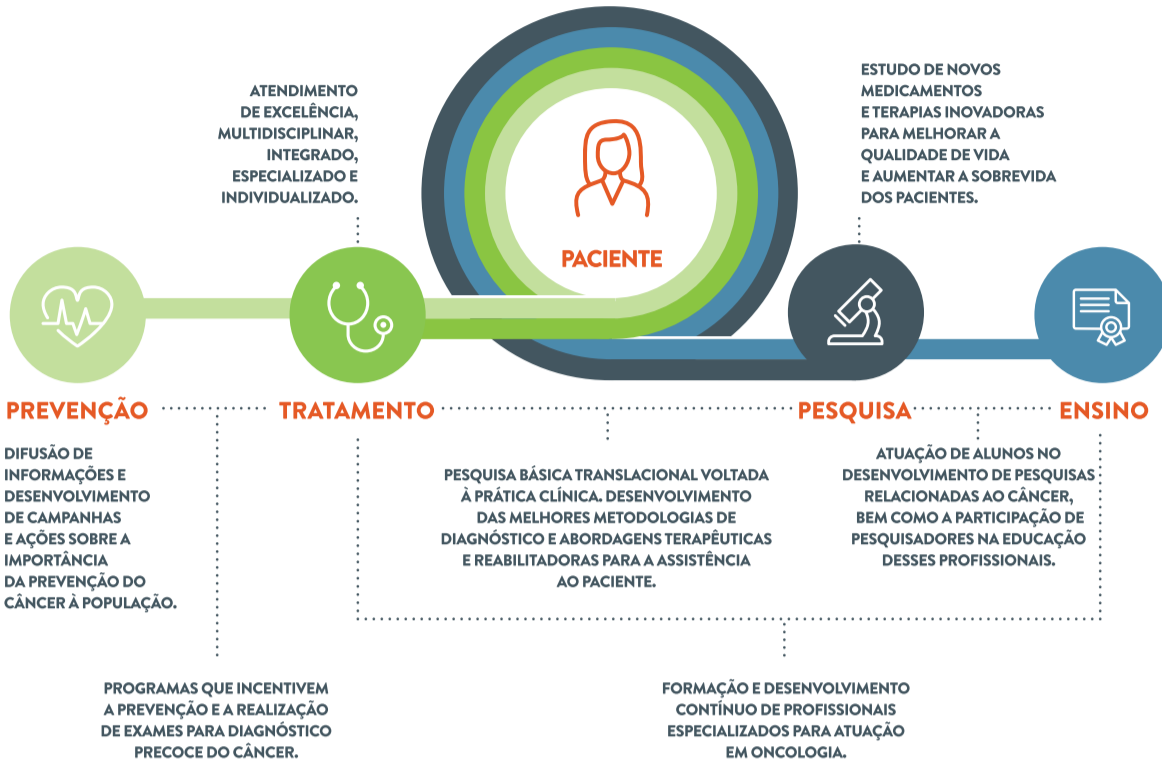 ATENDIMENTO
DE EXCELÊNCIA,
MULTIDISCIPLINAR,
INTEGRADO,
ESPECIALIZADO E
INDIVIDUALIZADO.
PACIENTE
ESTUDO DE NOVOS
MEDICAMENTOS
E TERAPIAS INOVADORAS
PARA MELHORAR A
QUALIDADE DE VIDA
E AUMENTAR A SOBREVIDA
DOS PACIENTES.
PREVENÇÃO
TRATAMENTO
PESQUISA
ENSINO
DIFUSÃO DE
INFORMAÇÕES E
DESENVOLVIMENTO
DE CAMPANHAS
E AÇÕES SOBRE A
IMPORTÂNCIA
DA PREVENÇÃO DO
CÂNCER À POPULAÇÃO.
PESQUISA BÁSICA TRANSLACIONAL VOLTADA
À PRÁTICA CLÍNICA. DESENVOLVIMENTO
DAS MELHORES METODOLOGIAS DE
DIAGNÓSTICO E ABORDAGENS TERAPÊUTICAS
E REABILITADORAS PARA A ASSISTÊNCIA
AO PACIENTE.
ATUAÇÃO DE ALUNOS NO
DESENVOLVIMENTO DE PESQUISAS
RELACIONADAS AO CÂNCER,
BEM COMO A PARTICIPAÇÃO DE
PESQUISADORES NA EDUCAÇÃO
DESSES PROFISSIONAIS.
PROGRAMAS QUE INCENTIVEM
A PREVENÇÃO E A REALIZAÇÃO
DE EXAMES PARA DIAGNÓSTICO
PRECOCE DO CÂNCER.
FORMAÇÃO E DESENVOLVIMENTO
CONTÍNUO DE PROFISSIONAIS
ESPECIALIZADOS PARA ATUAÇÃO
EM ONCOLOGIA.